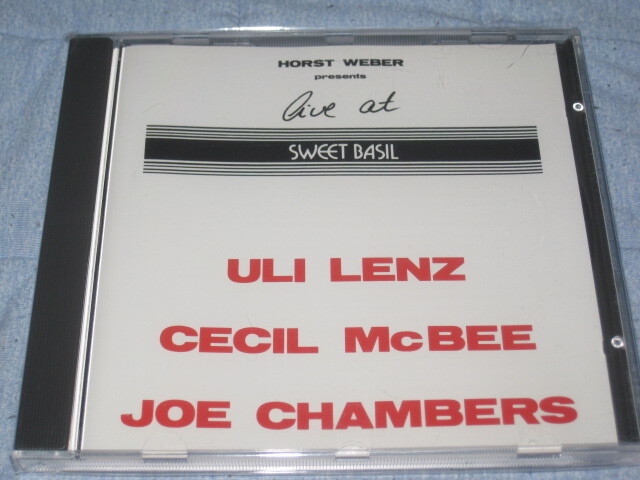 HORST WEBER
presents
live at
SWEET BASIL
ULI LENZ
CECIL McBEE
JOE CHAMBERS